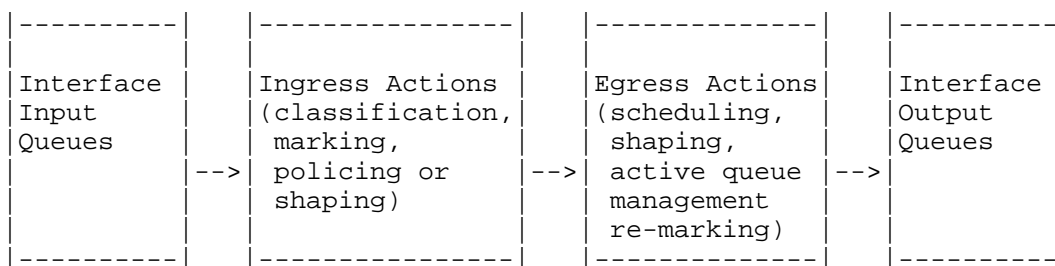 |----------| |----------------| |--------------| |----------
|Interface | |Ingress Actions | |Egress Actions| |Interface
|Input | |(classification,| |(scheduling, | |Output
|Queues | | marking, | | shaping, | |Queues
| |-->| policing or |-->| active queue |-->|
| | | shaping) | | management | |
| | | | | re-marking) | |
|----------| |----------------| |--------------| |----------